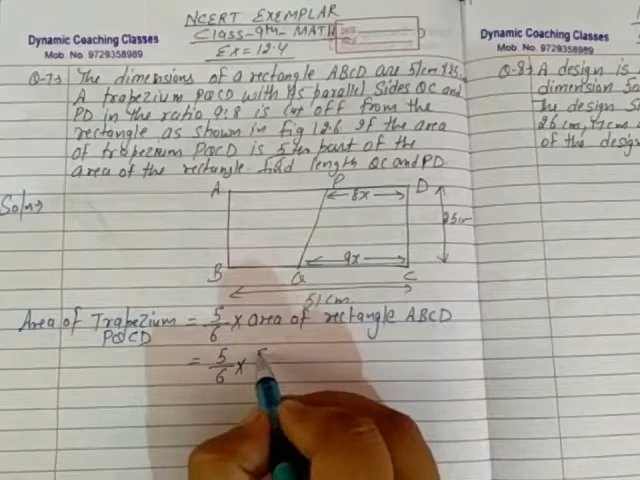 NCERT EXEMPLAR
Class-9th MATH
Ex = 12.4
DATE
Dynamic Coaching Classes
Mob No. 9729358989
Q-7→ The dimensions of a rectangle ABCD are 51cm × 25
A trapezium PQCD with its parallel sides QC and
PD in the ratio 9:8 is cut off from the
rectangle as shown in fig 12.6 If the area
of trapezium PQCD is 5/6th part of the
area of the rectangle find length QC and PD.
Soln→
A P D
8x
25cm
9x
B Q C
51cm
Area of Trapezium = 5/6 × area of rectangle ABCD
PQCD
= 5/6 × 5
Dynamic Coaching Classes
Mob No. 9729358989
Q-8→ A design is
dimension
the design
26cm, 17cm
of the design